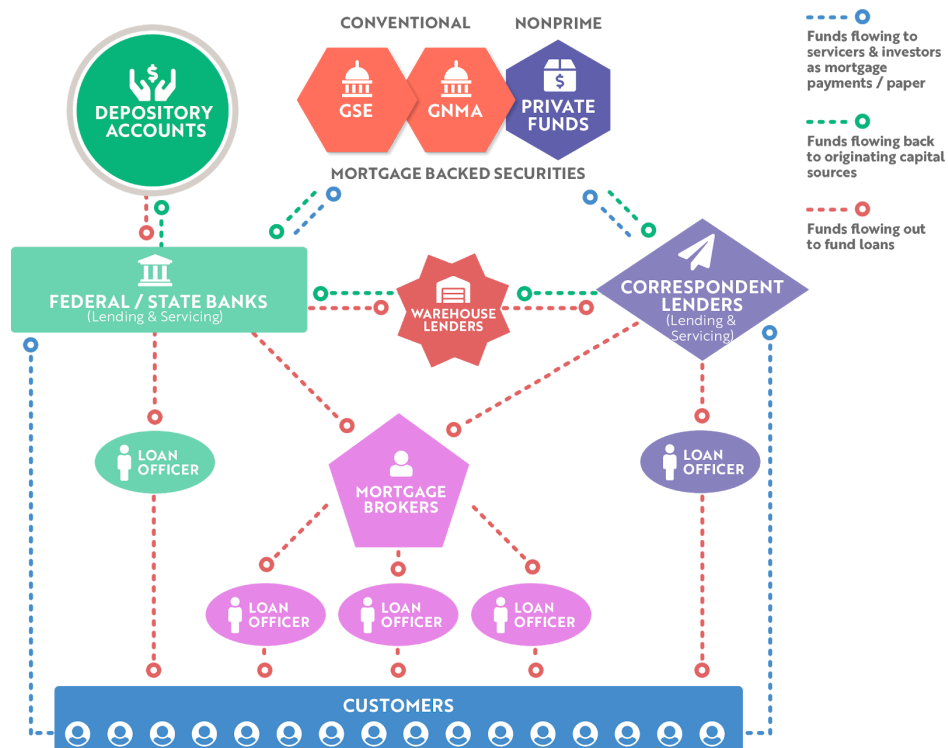 CONVENTIONAL
NONPRIME
$
DEPOSITORY
ACCOUNTS
GSE
GNMA
$
PRIVATE
FUNDS
MORTGAGE BACKED SECURITIES
Funds flowing to
servicers & investors
as mortgage
payments / paper
Funds flowing back
to originating capital
sources
Funds flowing out
to fund loans
FEDERAL / STATE BANKS
(Lending & Servicing)
WAREHOUSE
LENDERS
CORRESPONDENT
LENDERS
(Lending &
Servicing)
LOAN
OFFICER
MORTGAGE
BROKERS
LOAN
OFFICER
LOAN
OFFICER
LOAN
OFFICER
LOAN
OFFICER
CUSTOMERS